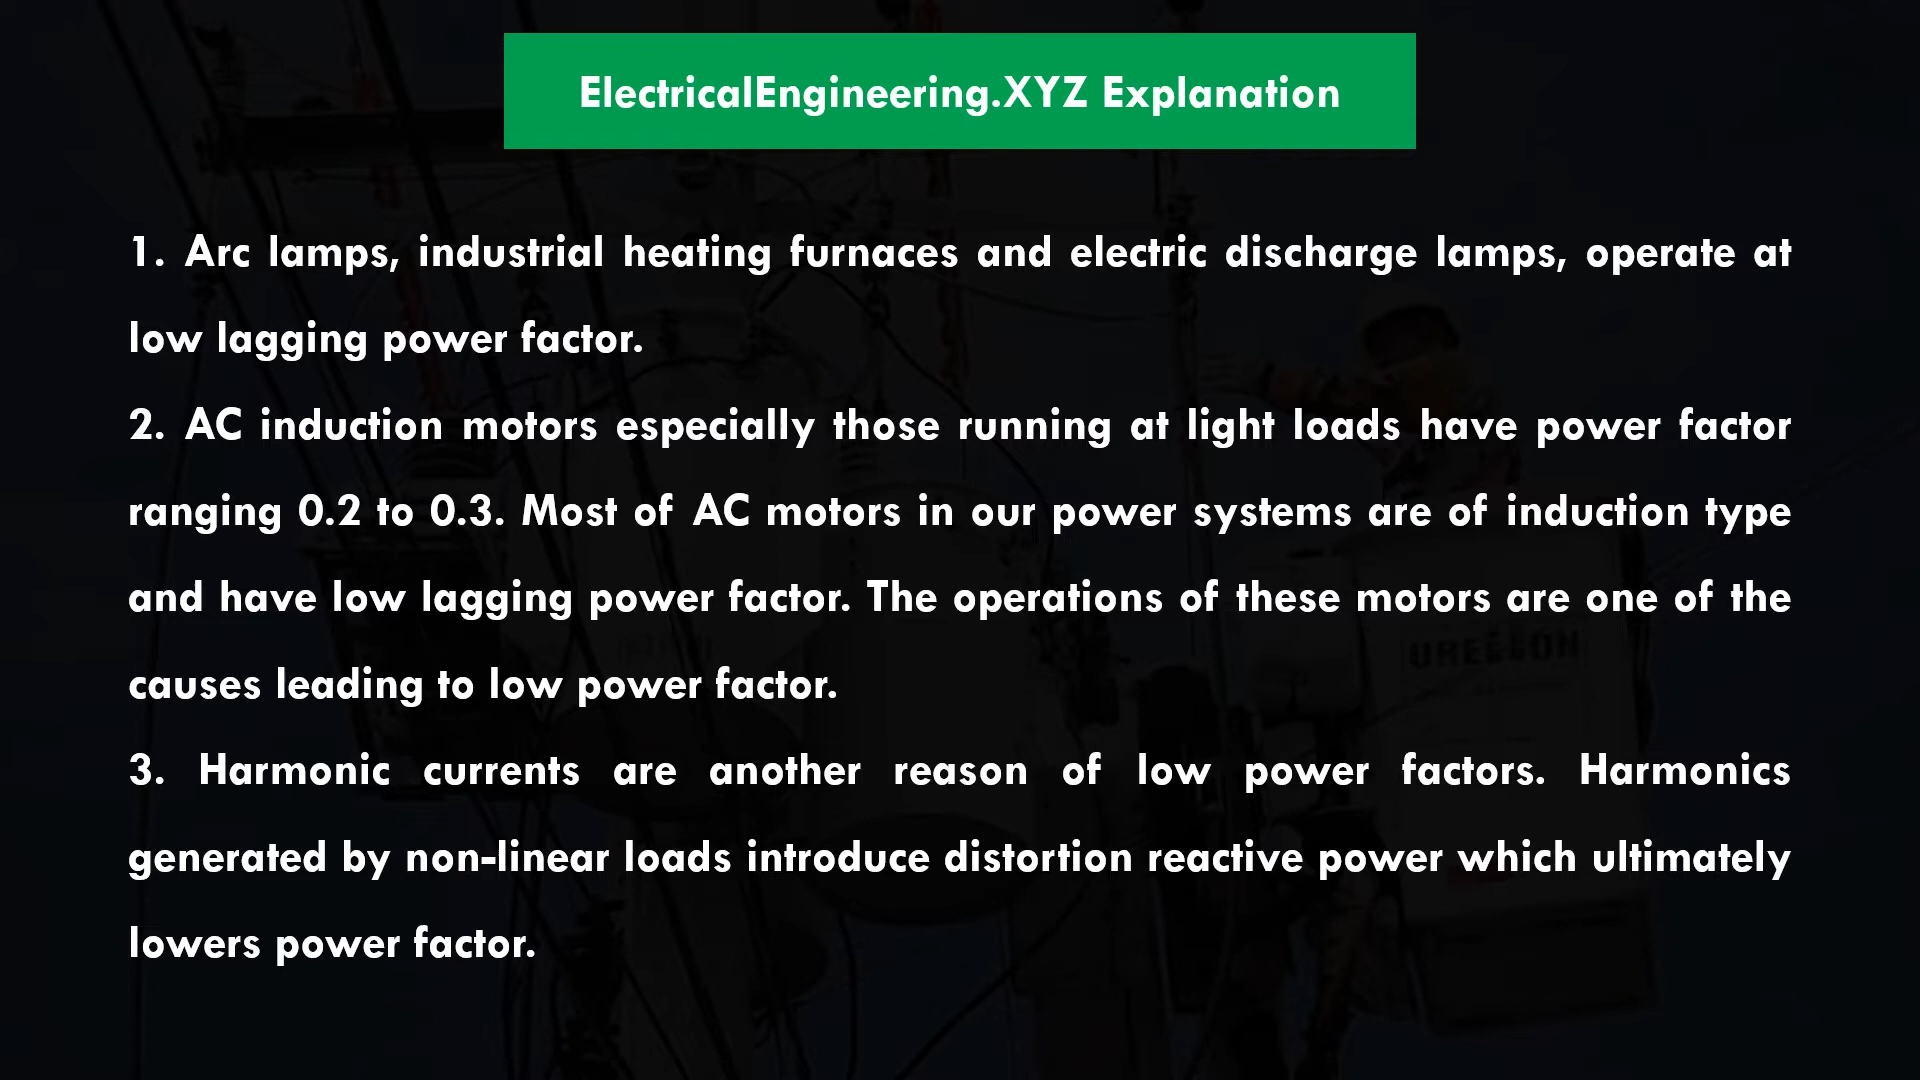 ElectricalEngineering.XYZ Explanation
1. Arc lamps, industrial heating furnaces and electric discharge lamps, operate at
low lagging power factor.
2. AC induction motors especially those running at light loads have power factor
ranging 0.2 to 0.3. Most of AC motors in our power systems are of induction type
and have low lagging power factor. The operations of these motors are one of the
causes leading to low power factor.
3. Harmonic currents are another reason of low power factors. Harmonics
generated by non-linear loads introduce distortion reactive power which ultimately
lowers power factor.